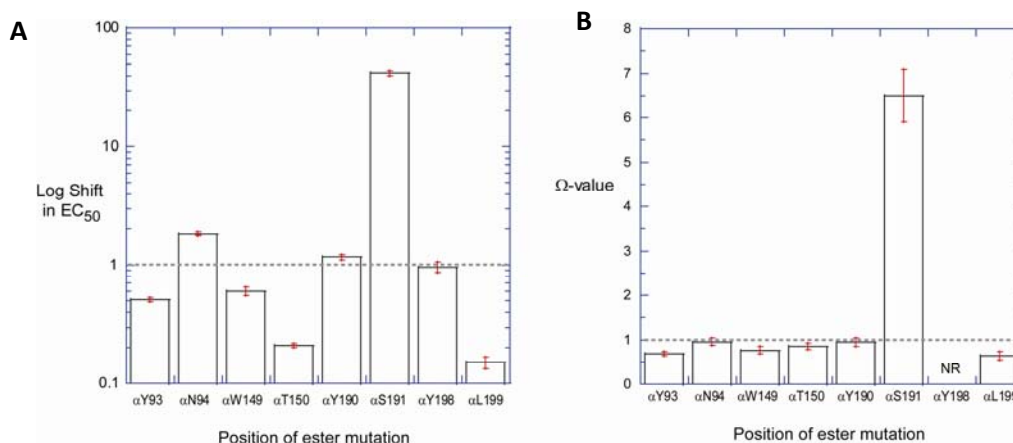 A
100
10
1
0.1
Log Shift
in EC50
αY93 αN94 αW149 αT150 αY190 αS191 αY198 αL199
Position of ester mutation
B
8
7
6
5
4
3
2
1
0
Ω-value
NR
αY93 αN94 αW149 αT150 αY190 αS191 αY198 αL199
Position of ester mutation